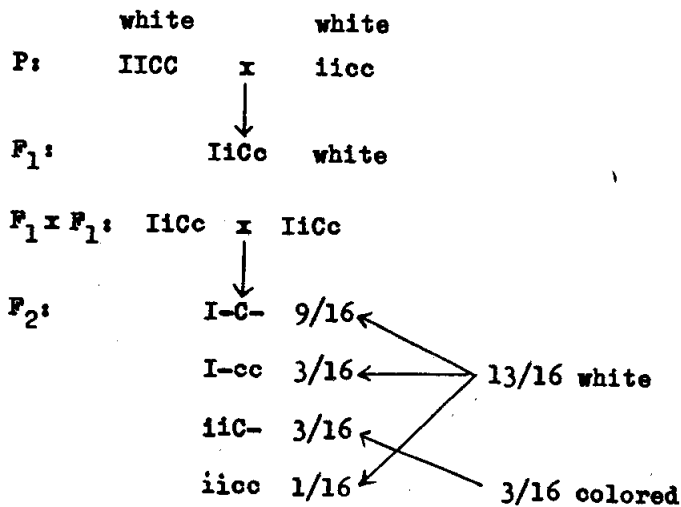 white white
P: IICC x iicc
F1: IiCc white
F1 x F1: IiCc x IiCc
F2: I-C- 9/16
I-cc 3/16 13/16 white
iiC- 3/16
iicc 1/16 3/16 colored